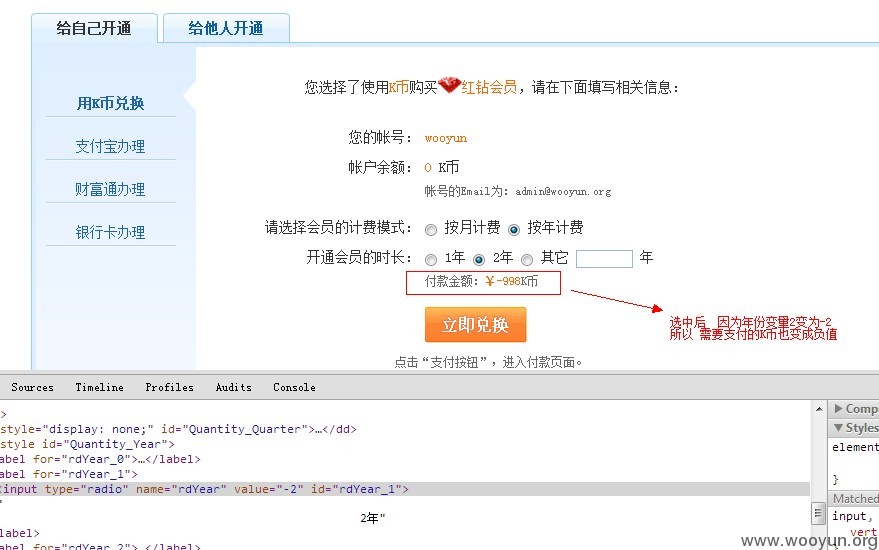 给自己开通 给他人开通
您选择了使用K币购买红钻会员，请在下面填写相关信息：
用K币兑换
支付宝办理
财富通办理
银行卡办理
您的帐号： wooyun
帐户余额： 0 K币
帐号的Email为：admin@wooyun.org
请选择会员的计费模式： 按月计费 按年计费
开通会员的时长： 1年 2年 其它 年
付款金额：￥-998K币
选中后 因为年份变量2变为-2
所以 需要支付的K币也变成负值
立即兑换
点击“支付按钮”，进入付款页面。
Sources Timeline Profiles Audits Console
>
style="display: none;" id="Quantity_Quarter">…</dd>
style id="Quantity_Year">
abel for="rdYear_0">…</label>
abel for="rdYear_1">
<input type="radio" name="rdYear" value="-2" id="rdYear_1">
"
2年"
label>
abel for="rdYear_2">…</label>
Compu
Styles
element
}
Matched
input,
vert
www.wooyun.org